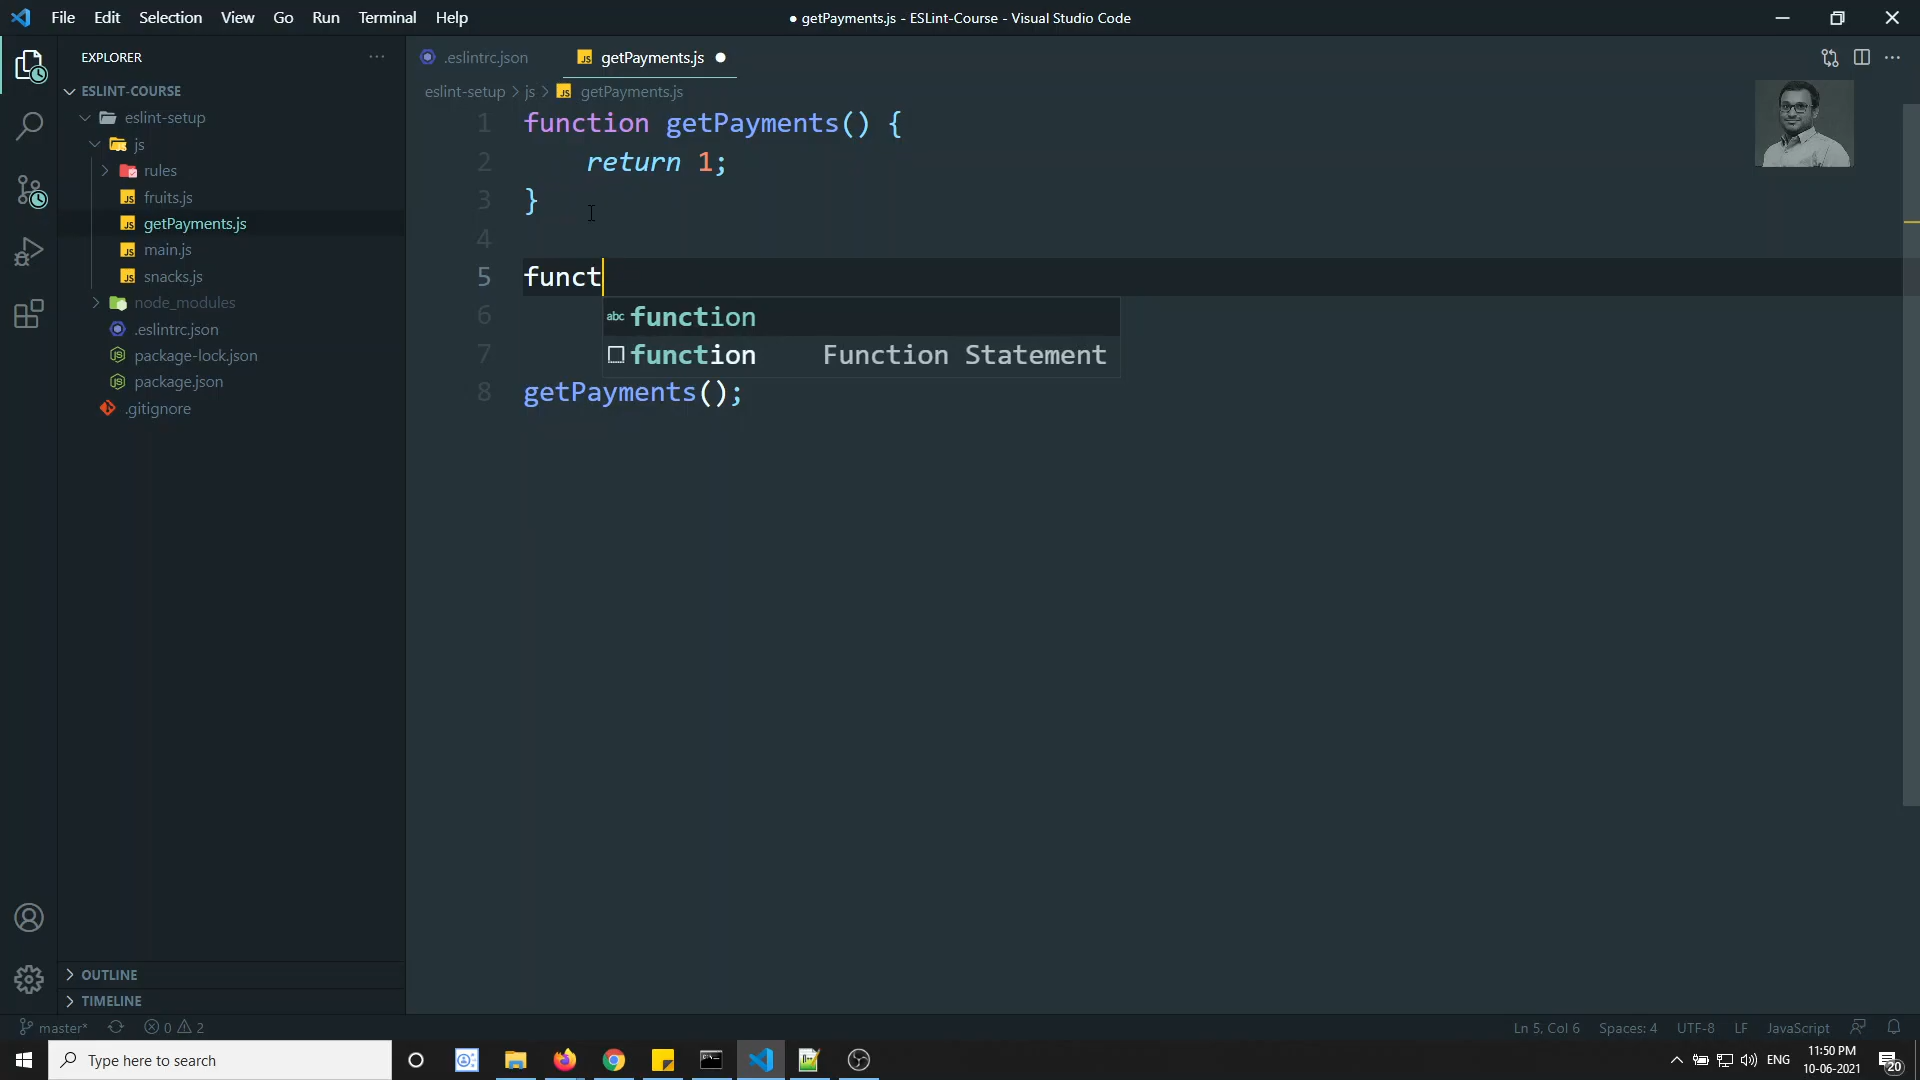 File Edit Selection View Go Run Terminal Help
● getPayments.js - ESLint-Course - Visual Studio Code
EXPLORER
ESLINT-COURSE
eslint-setup
js
rules
fruits.js
getPayments.js
main.js
snacks.js
node_modules
.eslintrc.json
package-lock.json
package.json
.gitignore
OUTLINE
TIMELINE
.eslintrc.json
JS getPayments.js ●
eslint-setup > js > JS getPayments.js
1 function getPayments() {
2 return 1;
3 }
4
5 funct
abc function
function Function Statement
6
7
8 getPayments();
master* 0 2
Ln 5, Col 6 Spaces: 4 UTF-8 LF JavaScript
Type here to search
ENG
11:50 PM
10-06-2021
20